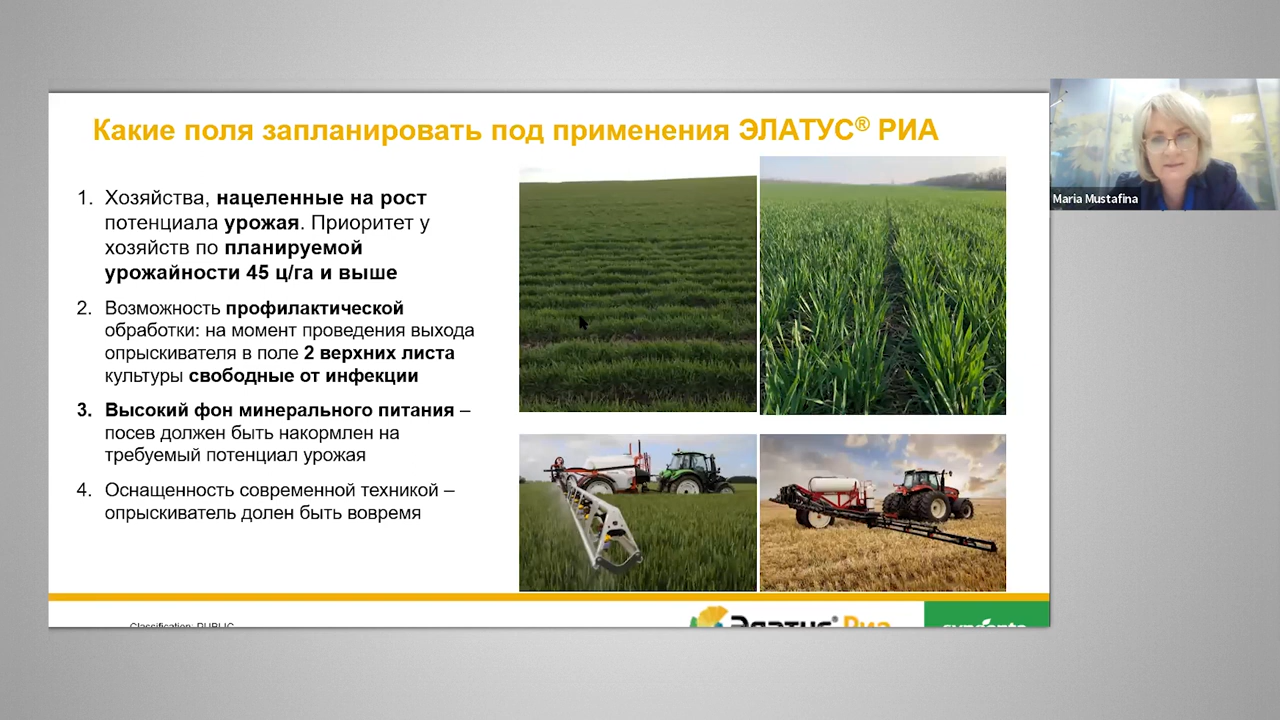 Какие поля запланировать под применения ЭЛАТУС® РИА
1. Хозяйства, нацеленные на рост
потенциала урожая. Приоритет у
хозяйств по планируемой
урожайности 45 ц/га и выше
2. Возможность профилактической
обработки: на момент проведения выхода
опрыскивателя в поле 2 верхних листа
культуры свободные от инфекции
3. Высокий фон минерального питания –
посев должен быть накормлен на
требуемый потенциал урожая
4. Оснащенность современной техникой –
опрыскиватель долен быть вовремя
Maria Mustafina
Classification: PUBLIC
Элатус® Риа
syngenta